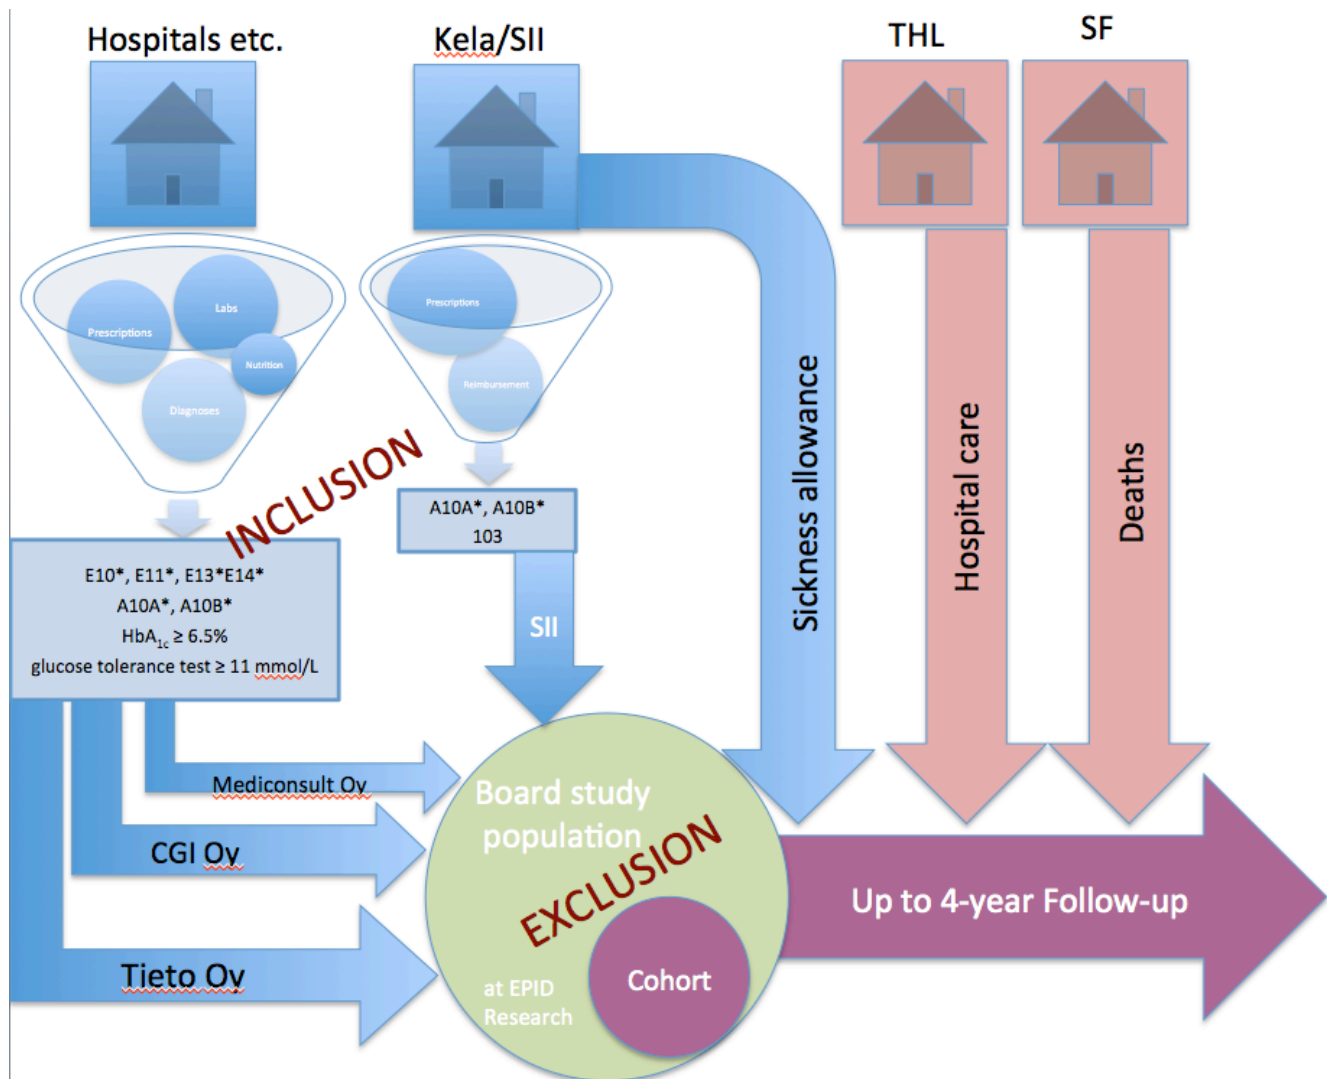 Hospitals etc.
Kela/SII
THL
SF
Prescriptions
Labs
Nutrition
Diagnoses
Prescriptions
Reimbursement
INCLUSION
E10*, E11*, E13*E14*
A10A*, A10B*
HbA1c ≥ 6.5%
glucose tolerance test ≥ 11 mmol/L
A10A*, A10B*
103
SII
Sickness allowance
Hospital care
Deaths
Mediconsult Oy
CGI Oy
Tieto Oy
Board study
population
EXCLUSION
at EPID
Research
Cohort
Up to 4-year Follow-up